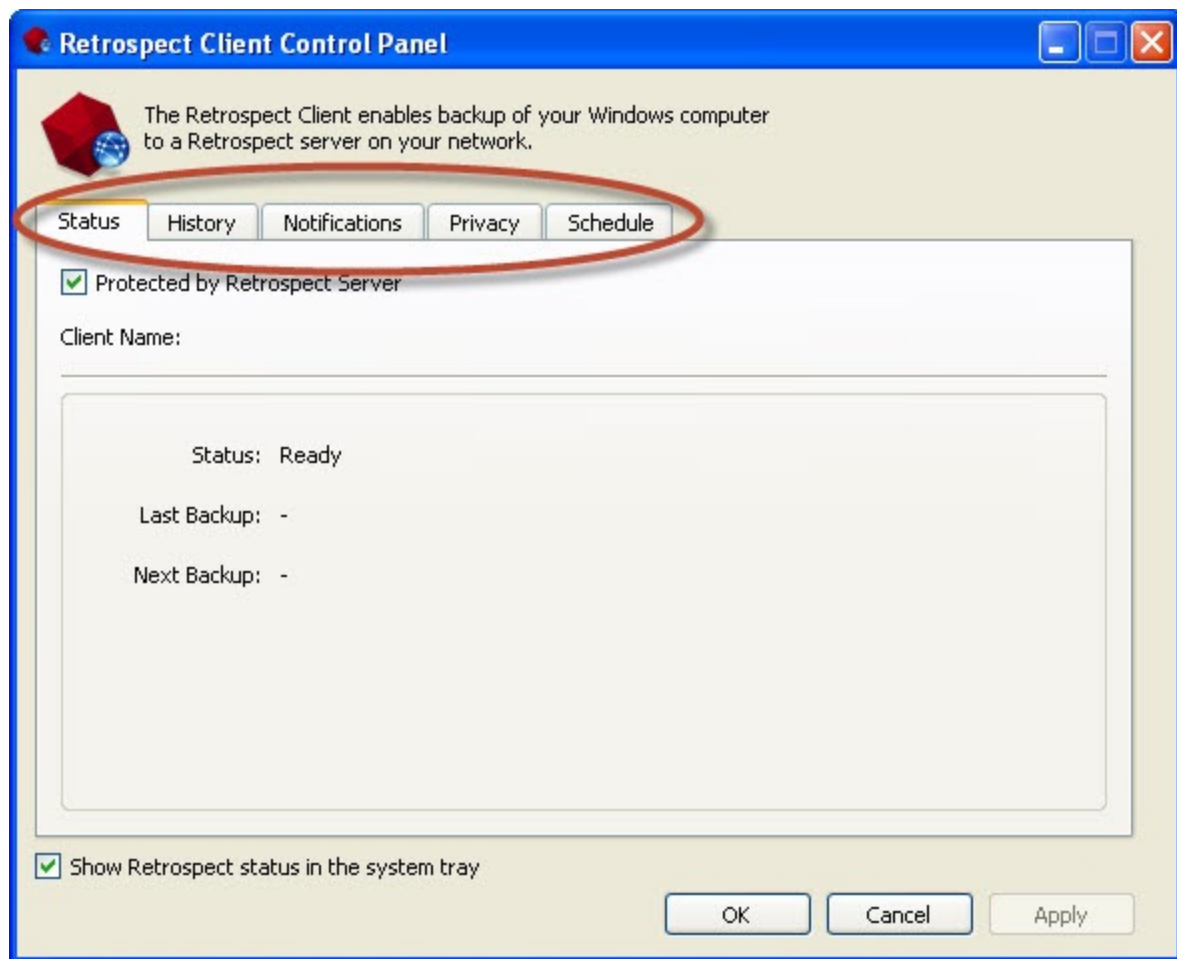 Retrospect Client Control Panel
The Retrospect Client enables backup of your Windows computer
to a Retrospect server on your network.
Status History Notifications Privacy Schedule
Protected by Retrospect Server
Client Name:
Status: Ready
Last Backup: -
Next Backup: -
Show Retrospect status in the system tray
OK Cancel Apply